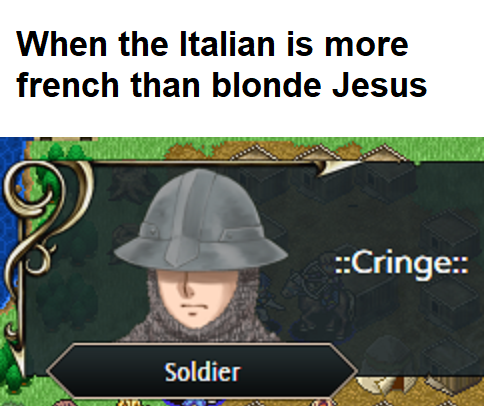 When the Italian is more
french than blonde Jesus
::Cringe::
Soldier